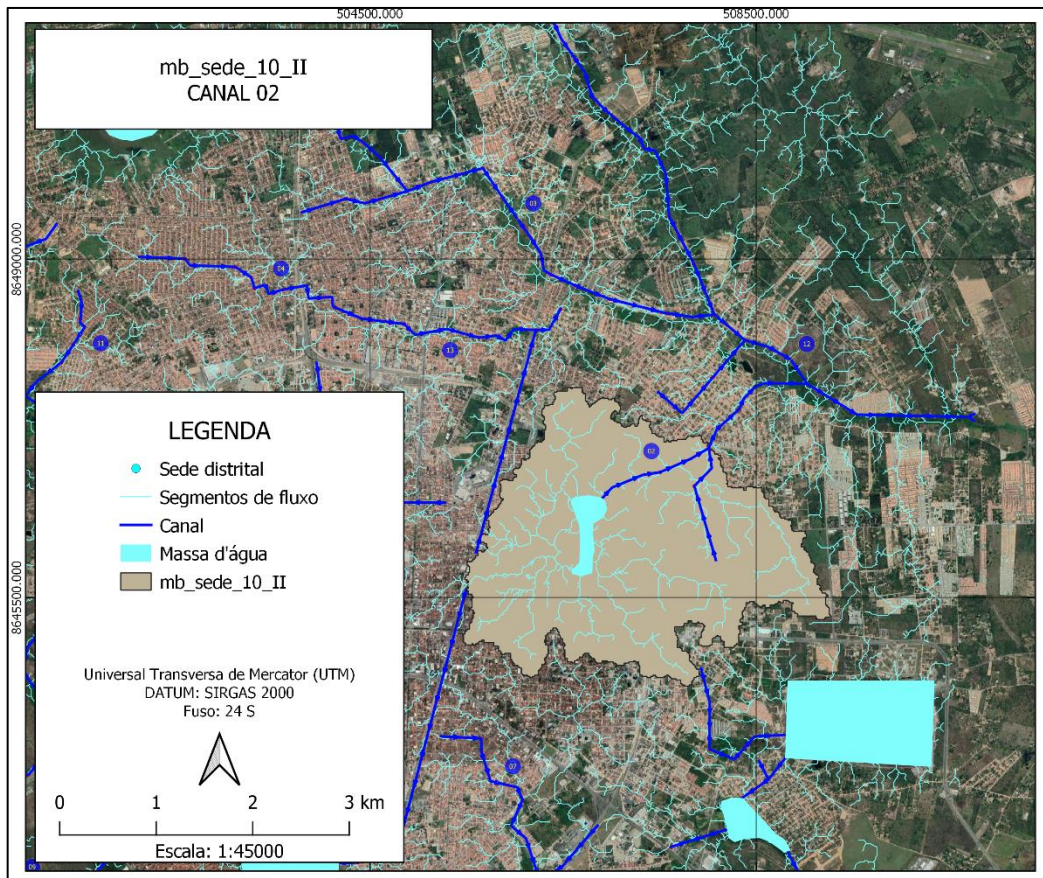 504500.000
508500.000
mb_sede_10_II
CANAL 02
03
8649000.000
04
11
13
12
LEGENDA
Sede distrital
Segmentos de fluxo
Canal
Massa d'água
mb_sede_10_II
02
8645500.000
Universal Transversa de Mercator (UTM)
DATUM: SIRGAS 2000
Fuso: 24 S
07
0 1 2 3 km
Escala: 1:45000
09